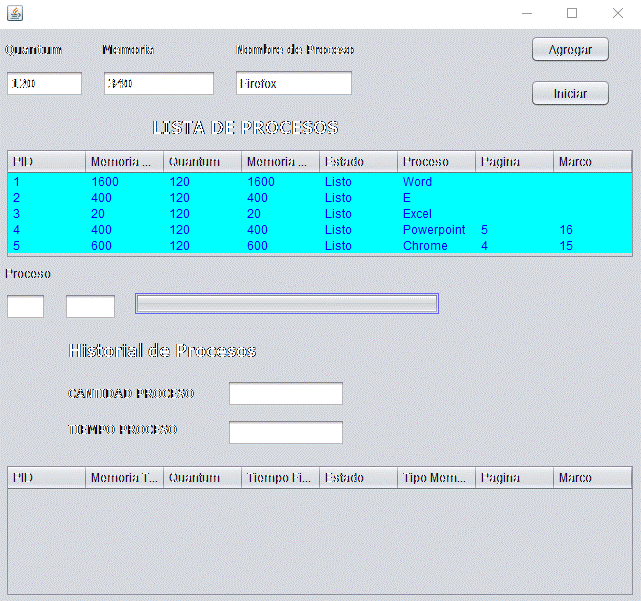 Quantum Memoria Nombre de Proceso Agregar
120 340 Firefox
Iniciar
LISTA DE PROCESOS
PID Memoria ... Quantum Memoria ... Estado Proceso Pagina Marco
1 1600 120 1600 Listo Word
2 400 120 400 Listo E
3 20 120 20 Listo Excel
4 400 120 400 Listo Powerpoint 5 16
5 600 120 600 Listo Chrome 4 15
Proceso
Historial de Procesos
CANTIDAD PROCESO
TIEMPO PROCESO
PID Memoria T... Quantum Tiempo Fi... Estado Tipo Mem... Pagina Marco